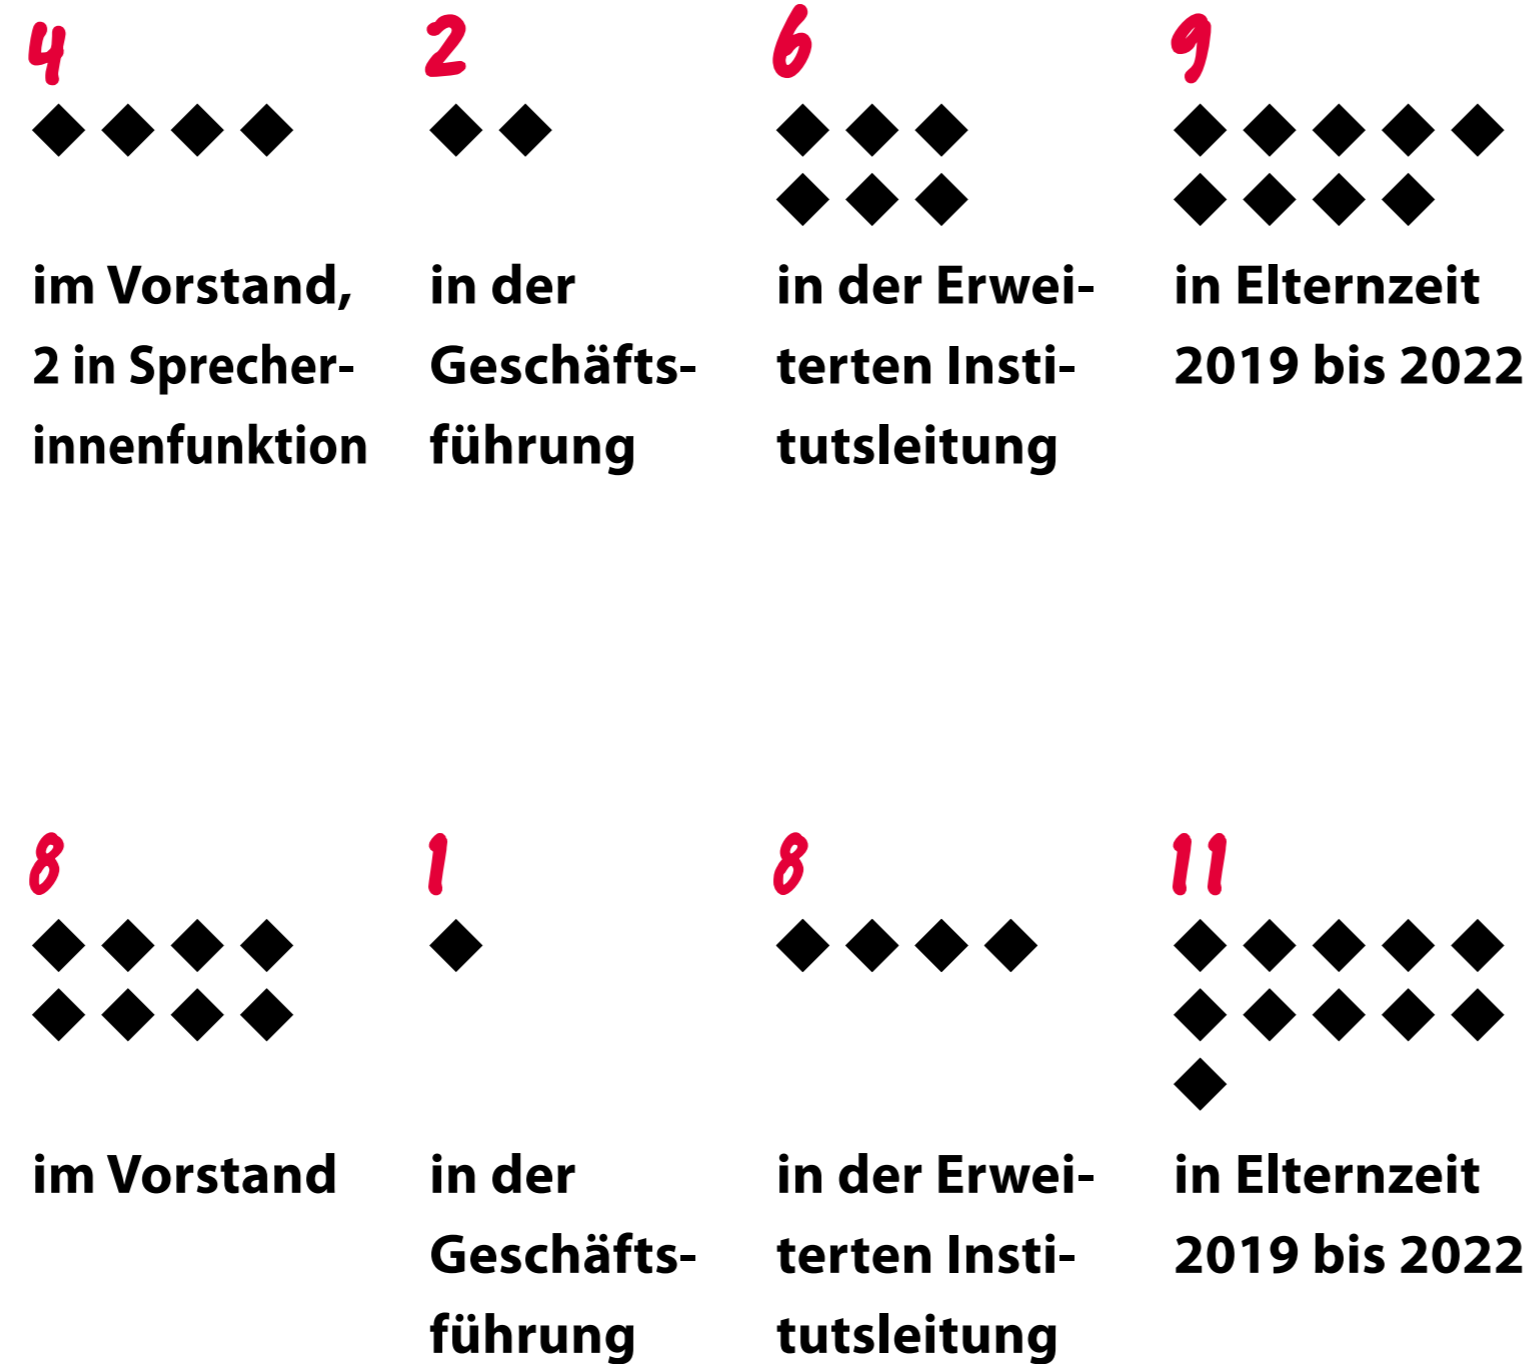 4
im Vorstand,
2 in Sprecher-
innenfunktion
2
in der
Geschäfts-
führung
6
in der Erwei-
terten Insti-
tutsleitung
9
in Elternzeit
2019 bis 2022
8
im Vorstand
1
in der
Geschäfts-
führung
8
in der Erwei-
terten Insti-
tutsleitung
11
in Elternzeit
2019 bis 2022